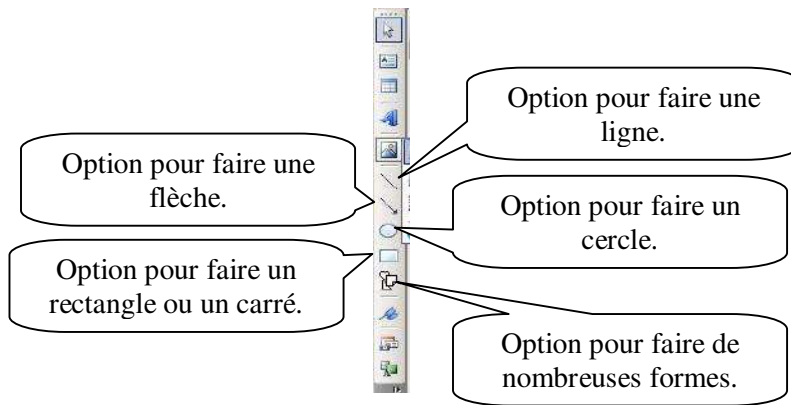 Option pour faire une
ligne.
Option pour faire une
flèche.
Option pour faire un
cercle.
Option pour faire un
rectangle ou un carré.
Option pour faire de
nombreuses formes.